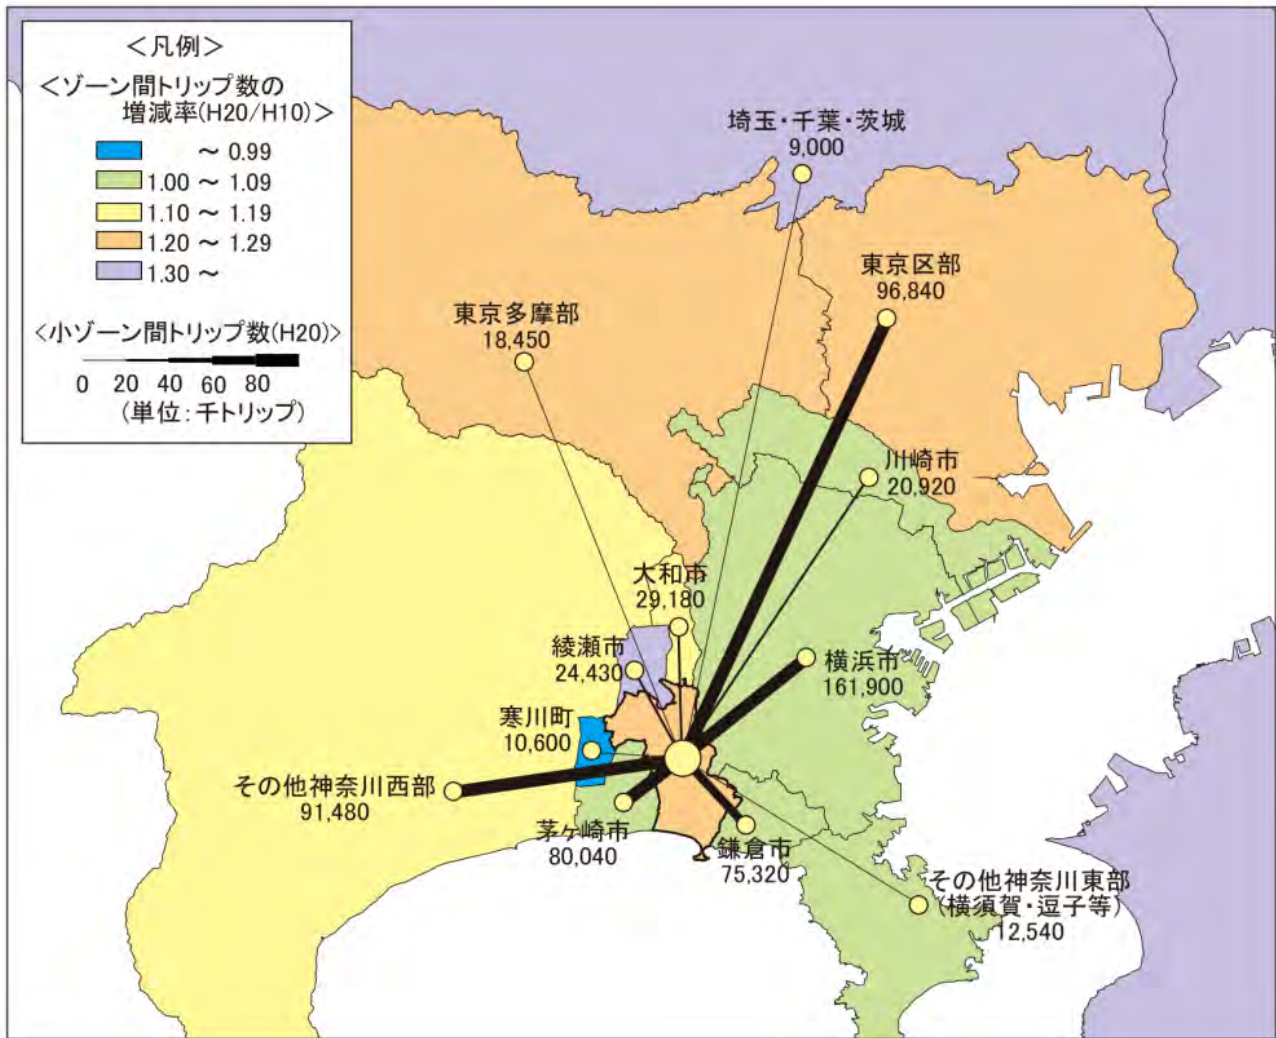 ＜凡例＞
＜ゾーン間トリップ数の
増減率(H20/H10)＞
～ 0.99
1.00 ～ 1.09
1.10 ～ 1.19
1.20 ～ 1.29
1.30 ～
<小ゾーン間トリップ数(H20)>
0 20 40 60 80
(単位：千トリップ)
埼玉・千葉・茨城
9,000
東京区部
96,840
東京多摩部
18,450
川崎市
20,920
大和市
29,180
綾瀬市
24,430
横浜市
161,900
寒川町
10,600
その他神奈川西部
91,480
茅ヶ崎市
80,040
鎌倉市
75,320
その他神奈川東部
(横須賀・逗子等)
12,540